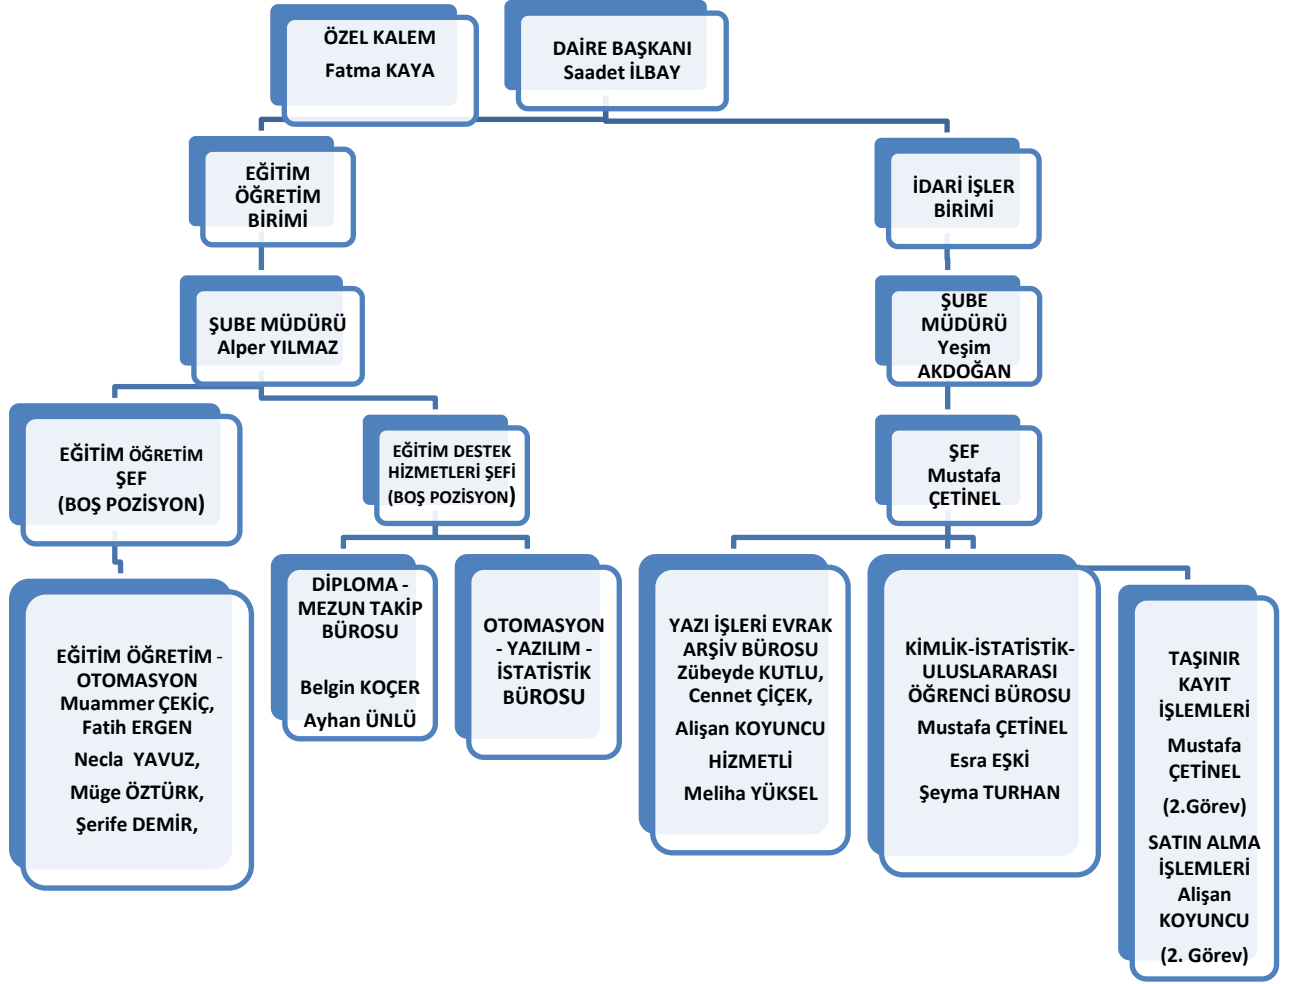 ÖZEL KALEM
Fatma KAYA
DAİRE BAŞKANI
Saadet İLBAY
EĞİTİM
ÖĞRETİM
BİRİMİ
İDARİ İŞLER
BİRİMİ
ŞUBE MÜDÜRÜ
Alper YILMAZ
ŞUBE
MÜDÜRÜ
Yeşim
AKDOĞAN
EĞİTİM ÖĞRETİM
ŞEF
(BOŞ POZİSYON)
EĞİTİM DESTEK
HİZMETLERİ ŞEFİ
(BOŞ POZİSYON)
ŞEF
Mustafa
ÇETİNEL
EĞİTİM ÖĞRETİM -
OTOMASYON
Muammer ÇEKİÇ,
Fatih ERGEN
Necla YAVUZ,
Müge ÖZTÜRK,
Şerife DEMİR,
DİPLOMA -
MEZUN TAKİP
BÜROSU
Belgin KOÇER
Ayhan ÜNLÜ
OTOMASYON
- YAZILIM -
İSTATİSTİK
BÜROSU
YAZI İŞLERİ EVRAK
ARŞİV BÜROSU
Zübeyde KUTLU,
Cennet ÇİÇEK,
Alişan KOYUNCU
HİZMETLİ
Meliha YÜKSEL
KİMLİK-İSTATİSTİK-
ULUSLARARASI
ÖĞRENCİ BÜROSU
Mustafa ÇETİNEL
Esra EŞKİ
Şeyma TURHAN
TAŞINIR
KAYIT
İŞLEMLERİ
Mustafa
ÇETİNEL
(2.Görev)
SATIN ALMA
İŞLEMLERİ
Alişan
KOYUNCU
(2. Görev)